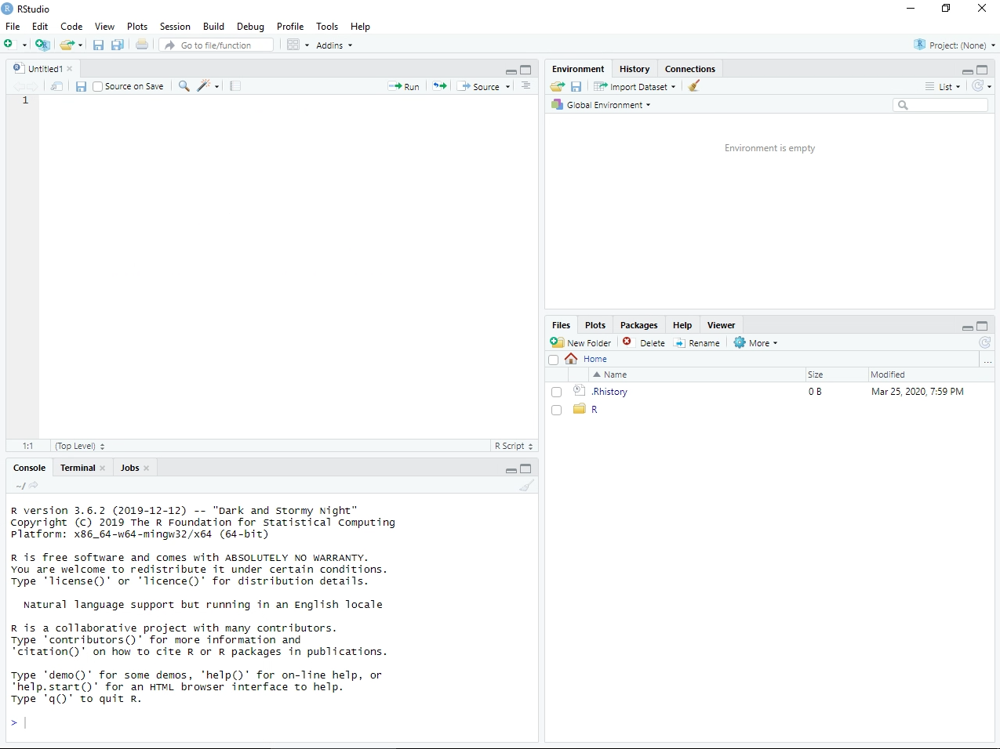 RStudio
File Edit Code View Plots Session Build Debug Profile Tools Help
Go to file/function Addins Project: (None)
Untitled1
Source on Save Run Source
1
1:1 (Top Level) R Script
Console Terminal Jobs
~/
R version 3.6.2 (2019-12-12) -- "Dark and Stormy Night"
Copyright (C) 2019 The R Foundation for Statistical Computing
Platform: x86_64-w64-mingw32/x64 (64-bit)
R is free software and comes with ABSOLUTELY NO WARRANTY.
You are welcome to redistribute it under certain conditions.
Type 'license()' or 'licence()' for distribution details.
Natural language support but running in an English locale
R is a collaborative project with many contributors.
Type 'contributors()' for more information and
'citation()' on how to cite R or R packages in publications.
Type 'demo()' for some demos, 'help()' for on-line help, or
'help.start()' for an HTML browser interface to help.
Type 'q()' to quit R.
>
Environment History Connections
Import Dataset List
Global Environment
Environment is empty
Files Plots Packages Help Viewer
New Folder Delete Rename More
Home ...
Name Size Modified
.Rhistory 0 B Mar 25, 2020, 7:59 PM
R